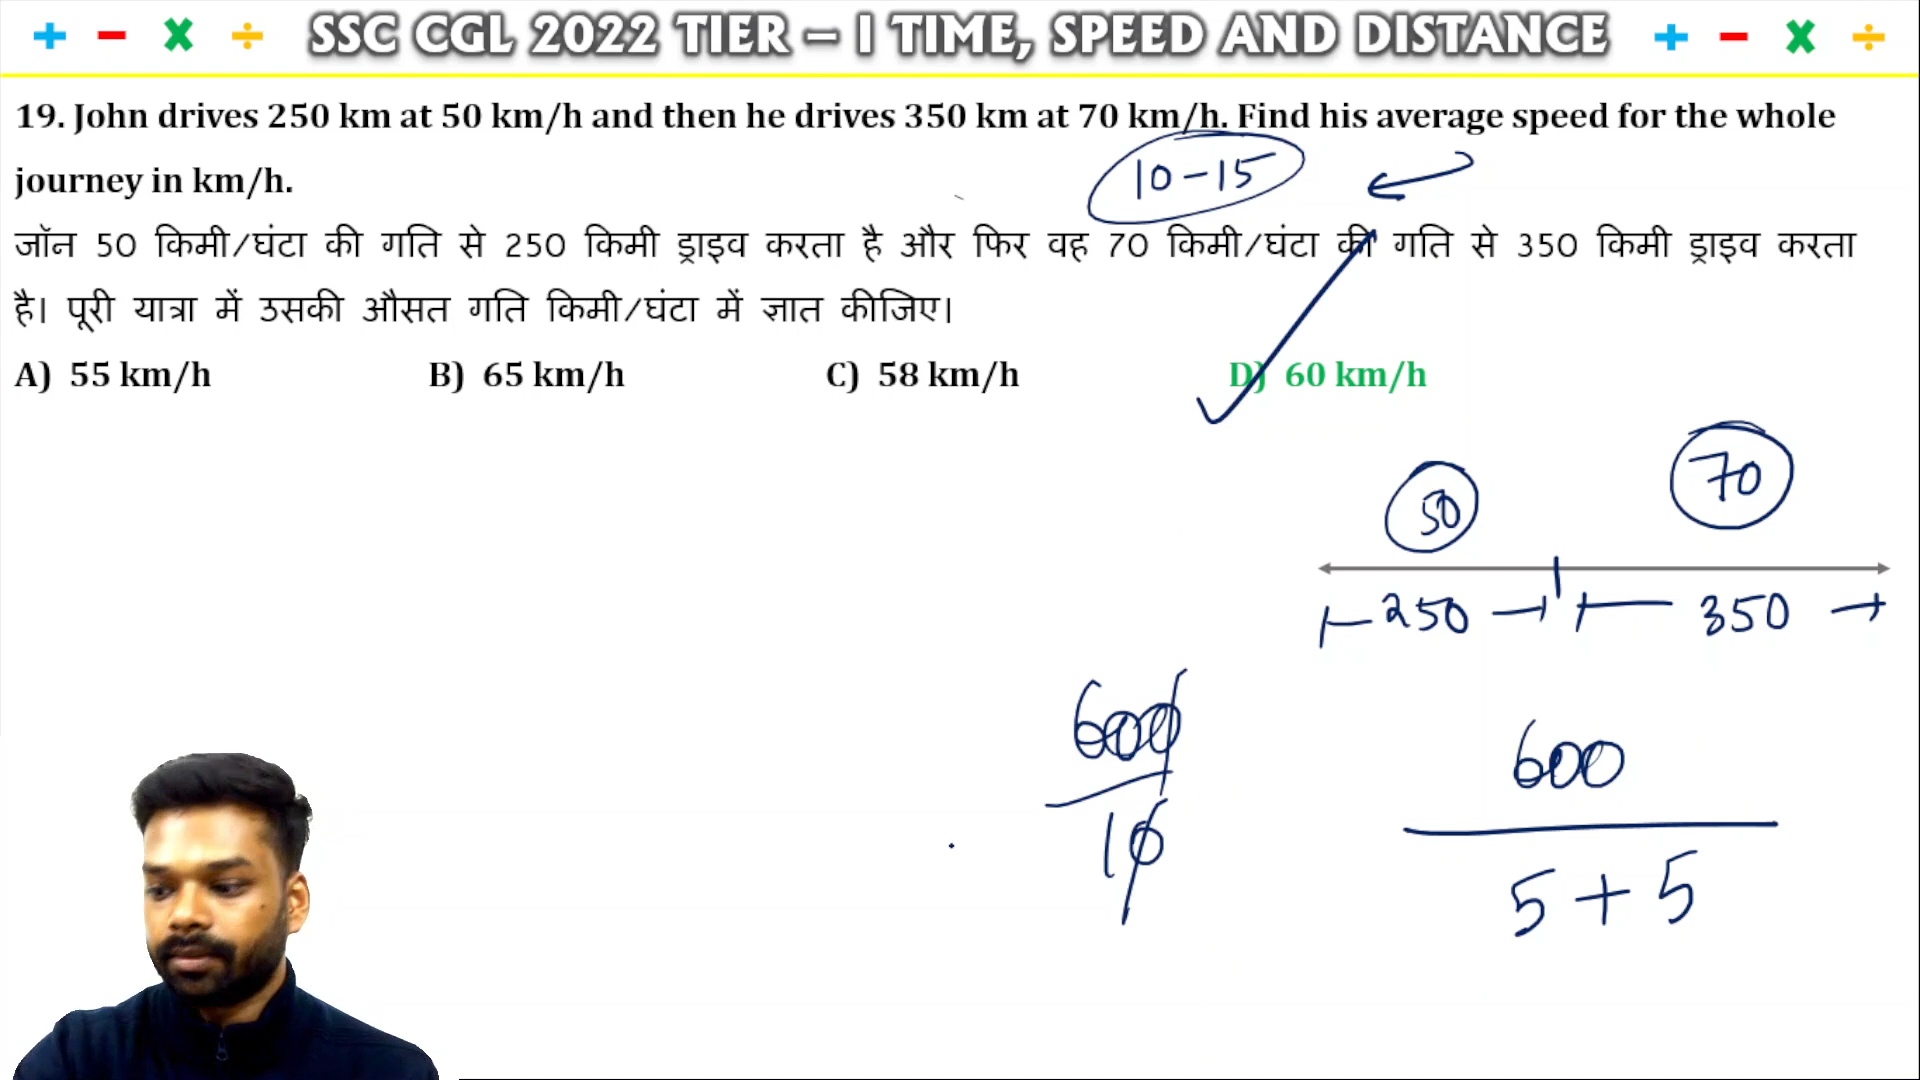 SSC CGL 2022 TIER – I TIME, SPEED AND DISTANCE
19. John drives 250 km at 50 km/h and then he drives 350 km at 70 km/h. Find his average speed for the whole
journey in km/h.
10-15
जॉन 50 किमी/घंटा की गति से 250 किमी ड्राइव करता है और फिर वह 70 किमी/घंटा की गति से 350 किमी ड्राइव करता
है। पूरी यात्रा में उसकी औसत गति किमी/घंटा में ज्ञात कीजिए।
A) 55 km/h B) 65 km/h C) 58 km/h D) 60 km/h
50 70
250 350
600
10
600
5 + 5